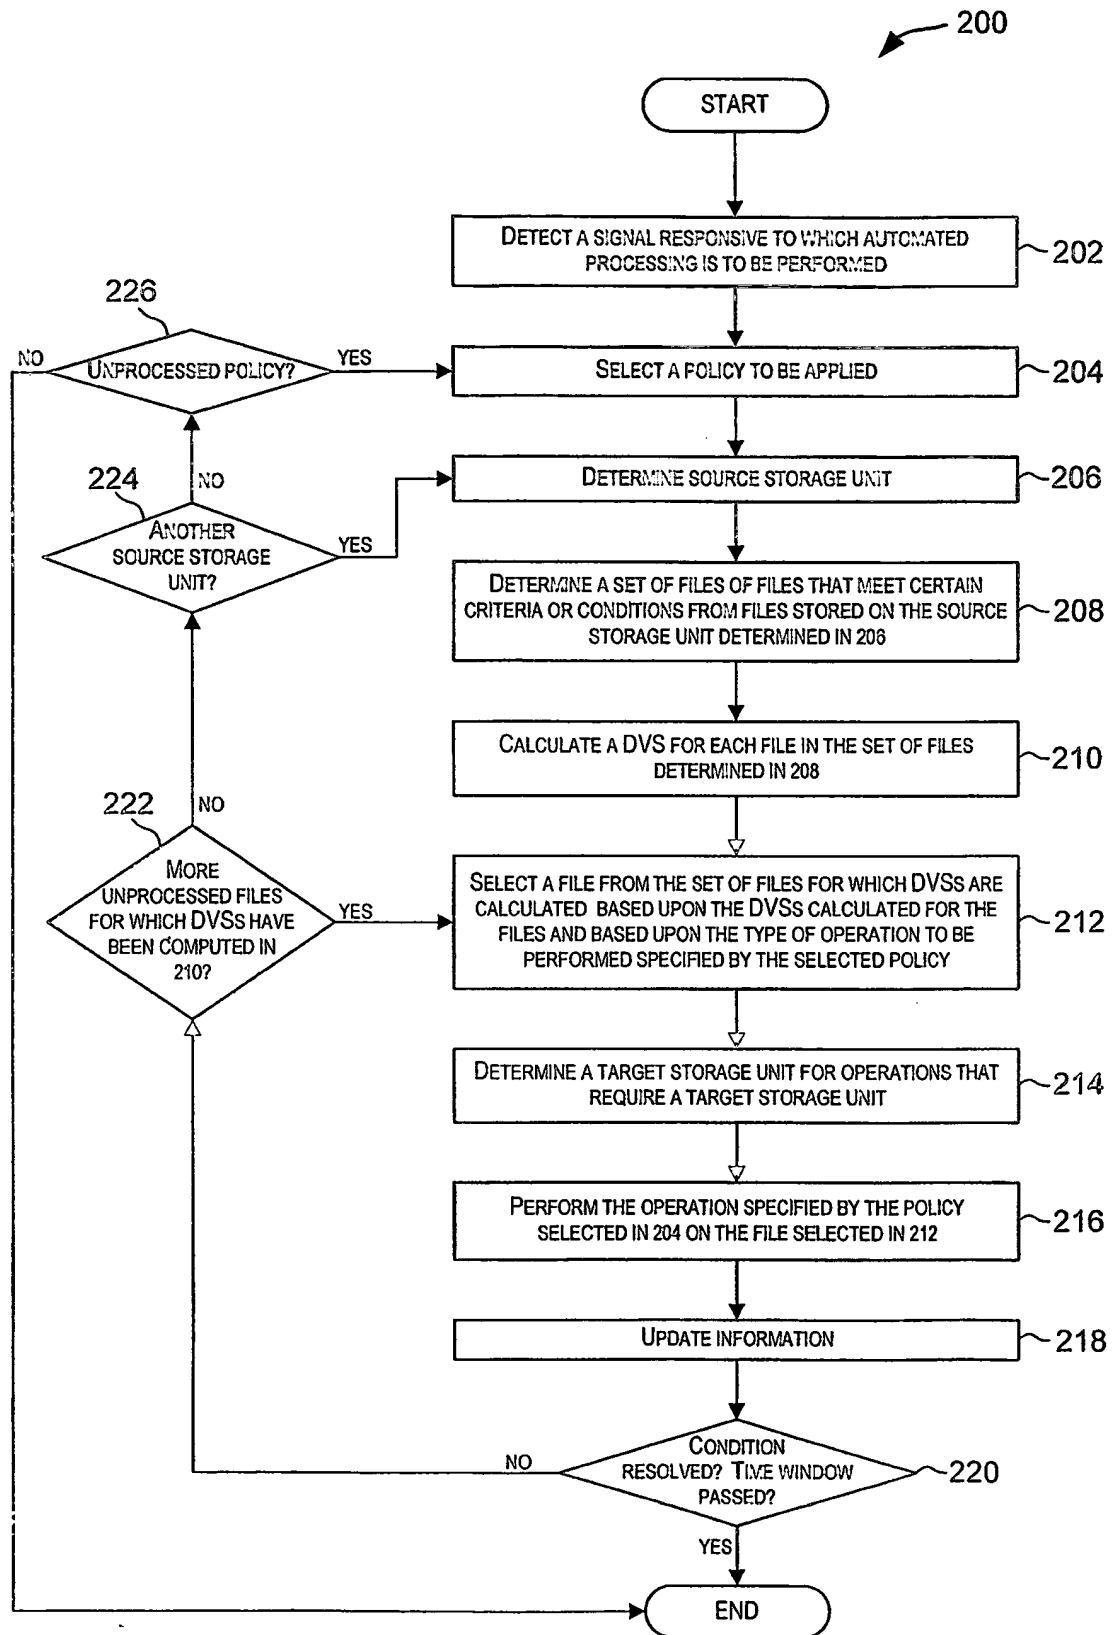 200
START
DETECT A SIGNAL RESPONSIVE TO WHICH AUTOMATED
PROCESSING IS TO BE PERFORMED
202
226
NO
UNPROCESSED POLICY?
YES
SELECT A POLICY TO BE APPLIED
204
NO
224
DETERMINE SOURCE STORAGE UNIT
206
ANOTHER
SOURCE STORAGE
UNIT?
YES
DETERMINE A SET OF FILES OF FILES THAT MEET CERTAIN
CRITERIA OR CONDITIONS FROM FILES STORED ON THE SOURCE
STORAGE UNIT DETERMINED IN 206
208
CALCULATE A DVS FOR EACH FILE IN THE SET OF FILES
DETERMINED IN 208
210
NO
222
MORE
UNPROCESSED FILES
FOR WHICH DVSS HAVE
BEEN COMPUTED IN
210?
YES
SELECT A FILE FROM THE SET OF FILES FOR WHICH DVSS ARE
CALCULATED BASED UPON THE DVSS CALCULATED FOR THE
FILES AND BASED UPON THE TYPE OF OPERATION TO BE
PERFORMED SPECIFIED BY THE SELECTED POLICY
212
DETERMINE A TARGET STORAGE UNIT FOR OPERATIONS THAT
REQUIRE A TARGET STORAGE UNIT
214
PERFORM THE OPERATION SPECIFIED BY THE POLICY
SELECTED IN 204 ON THE FILE SELECTED IN 212
216
UPDATE INFORMATION
218
NO
CONDITION
RESOLVED? TIME WINDOW
PASSED?
220
YES
END